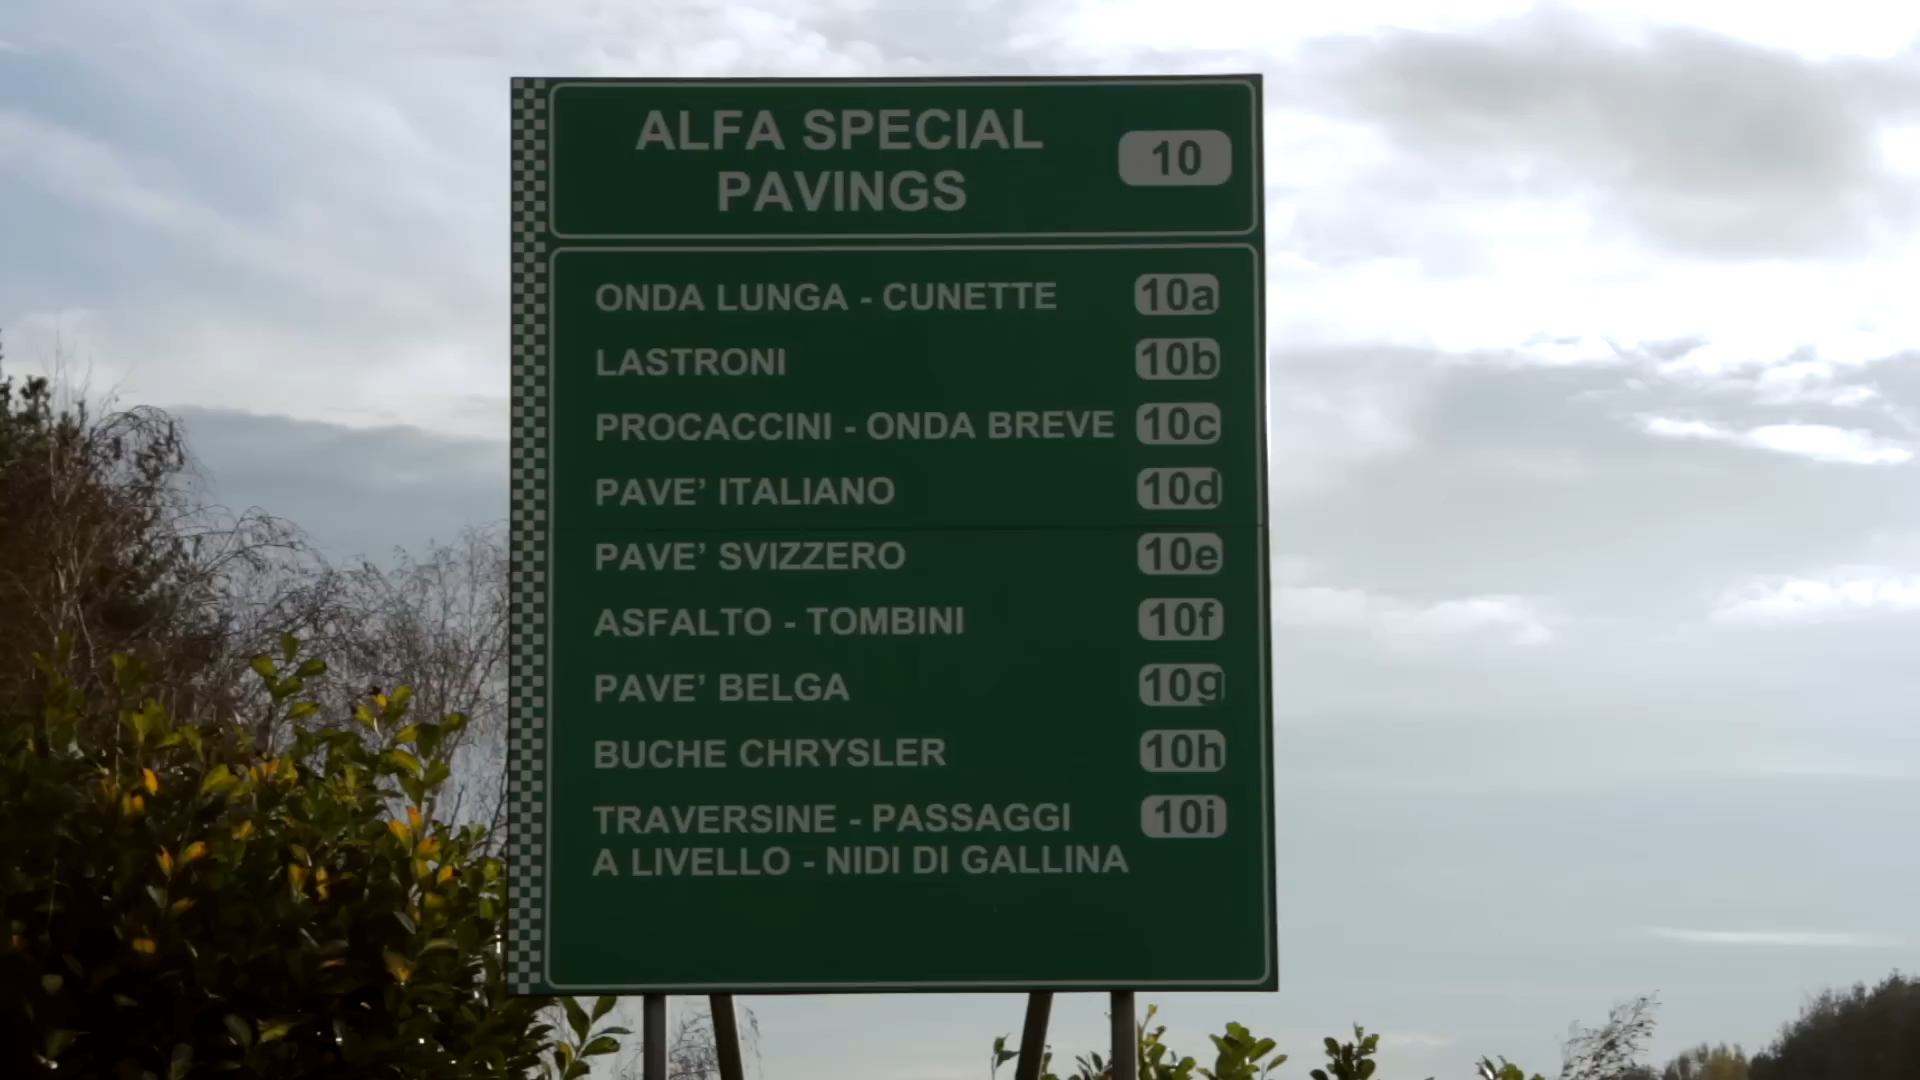 ALFA SPECIAL
PAVINGS
10
ONDA LUNGA - CUNETTE 10a
LASTRONI 10b
PROCACCINI - ONDA BREVE 10c
PAVE’ ITALIANO 10d
PAVE’ SVIZZERO 10e
ASFALTO - TOMBINI 10f
PAVE’ BELGA 10g
BUCHE CHRYSLER 10h
TRAVERSINE - PASSAGGI 10i
A LIVELLO - NIDI DI GALLINA